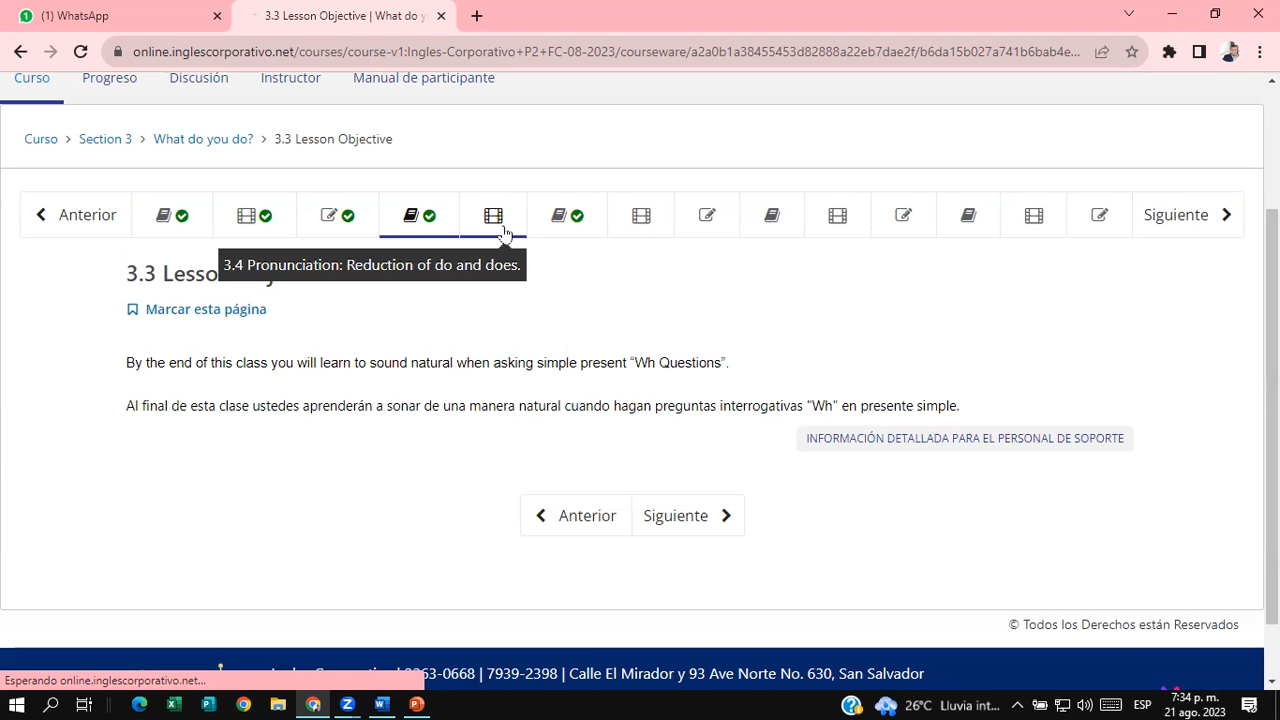 (1) WhatsApp
3.3 Lesson Objective | What do yo
online.inglescorporativo.net/courses/course-v1:Ingles-Corporativo+P2+FC-08-2023/courseware/a2a0b1a38455453d82888a22eb7dae2f/b6da15b027a741b6bab4e...
Curso Progreso Discusión Instructor Manual de participante
Curso > Section 3 > What do you do? > 3.3 Lesson Objective
Anterior Siguiente
3.4 Pronunciation: Reduction of do and does.
3.3 Lesso
Marcar esta página
By the end of this class you will learn to sound natural when asking simple present “Wh Questions”.
Al final de esta clase ustedes aprenderán a sonar de una manera natural cuando hagan preguntas interrogativas "Wh" en presente simple.
INFORMACIÓN DETALLADA PARA EL PERSONAL DE SOPORTE
Anterior Siguiente
© Todos los Derechos están Reservados
63-0668 | 7939-2398 | Calle El Mirador y 93 Ave Norte No. 630, San Salvador
Esperando online.inglescorporativo.net...
26°C Lluvia int... ESP 7:34 p. m.
21 ago. 2023